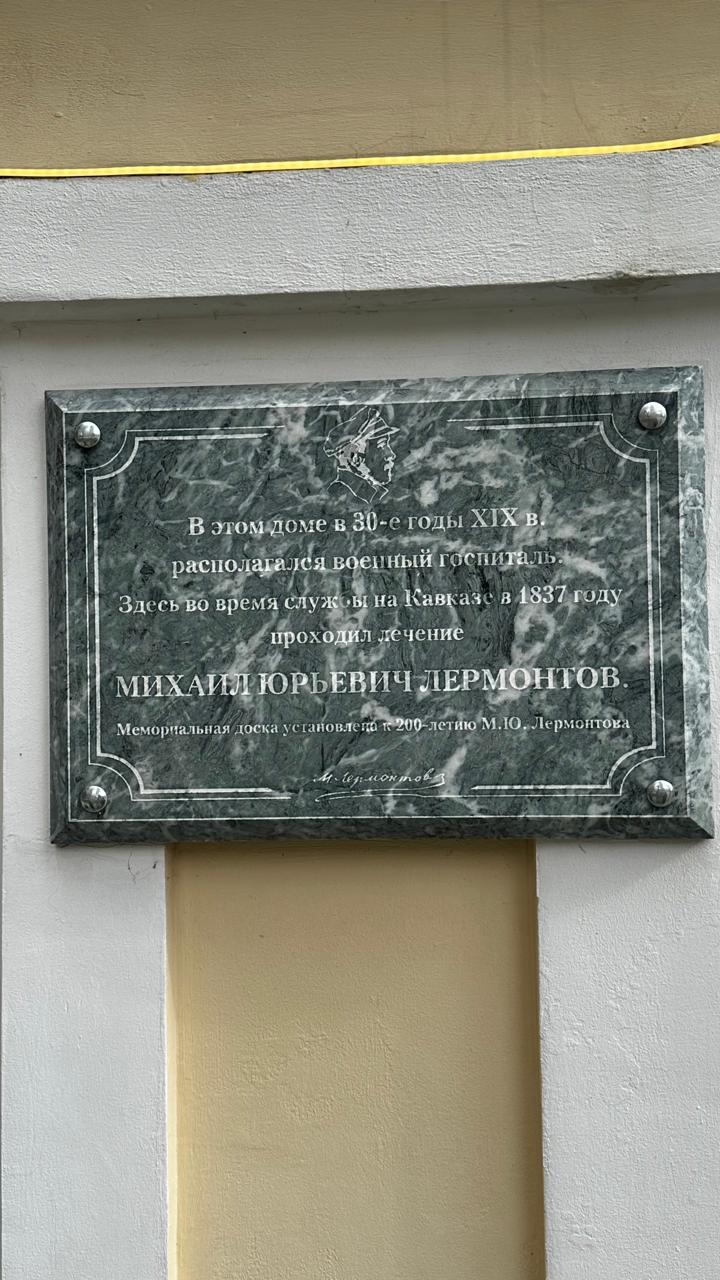 В этом доме в 30-е годы XIX в.
располагался военный госпиталь.
Здесь во время службы на Кавказе в 1837 году
проходил лечение
МИХАИЛ ЮРЬЕВИЧ ЛЕРМОНТОВ.
Мемориальная доска установлена к 200-летию М.Ю. Лермонтова
М. Лермонтовъ